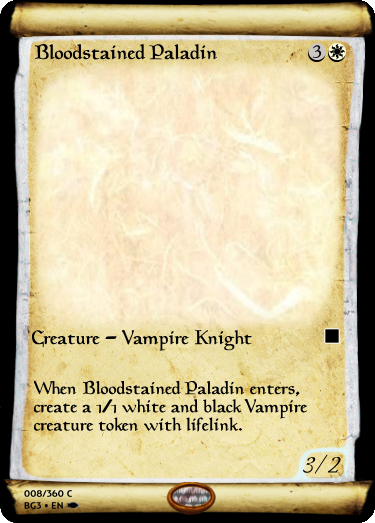 Bloodstained Paladin 3
Creature – Vampire Knight
When Bloodstained Paladin enters,
create a 1/1 white and black Vampire
creature token with lifelink.
3/2
008/360 C
BG3 • EN